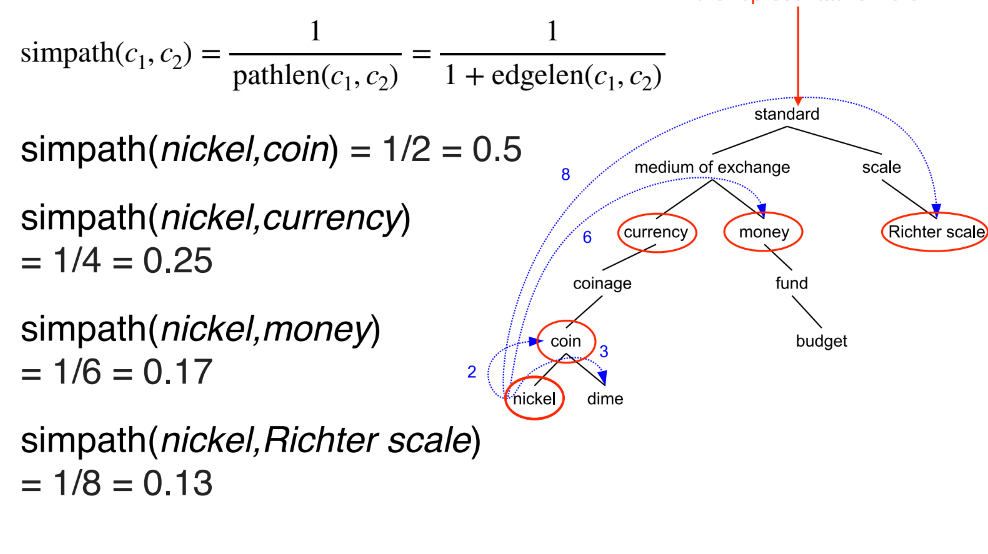 simpath(c₁, c₂) = 1 / pathlen(c₁, c₂) = 1 / 1 + edgelen(c₁, c₂)
simpath(nickel,coin) = 1/2 = 0.5
simpath(nickel,currency)
= 1/4 = 0.25
simpath(nickel,money)
= 1/6 = 0.17
simpath(nickel,Richter scale)
= 1/8 = 0.13
standard
medium of exchange
scale
8
6
currency
money
Richter scale
coinage
fund
coin
budget
3
2
nickel
dime